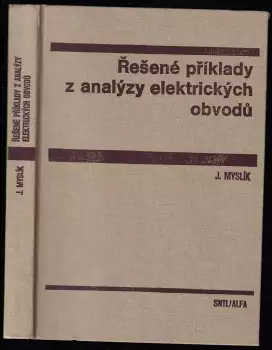 ŘEŠENÉ PŘÍKLADY Z ANALÝZY
ELEKTRICKÝCH OBVODŮ
J. MYSLÍK
Řešené příklady
z analýzy elektrických
obvodů
J. MYSLÍK
SNTL/ALFA